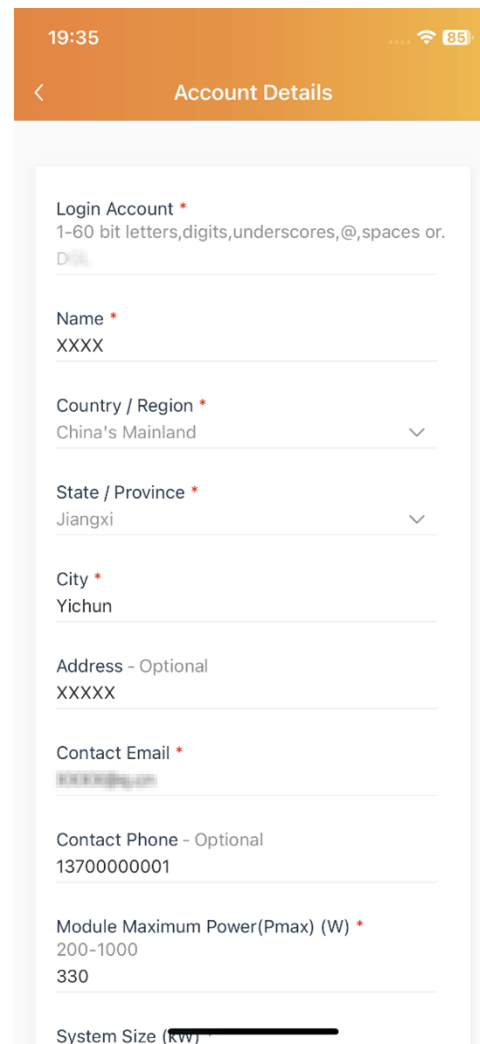 19:35
85
Account Details
Login Account *
1-60 bit letters,digits,underscores,@,spaces or.
Name *
XXXX
Country / Region *
China's Mainland
State / Province *
Jiangxi
City *
Yichun
Address - Optional
XXXXX
Contact Email *
Contact Phone - Optional
13700000001
Module Maximum Power(Pmax) (W) *
200-1000
330
System Size (kW) *